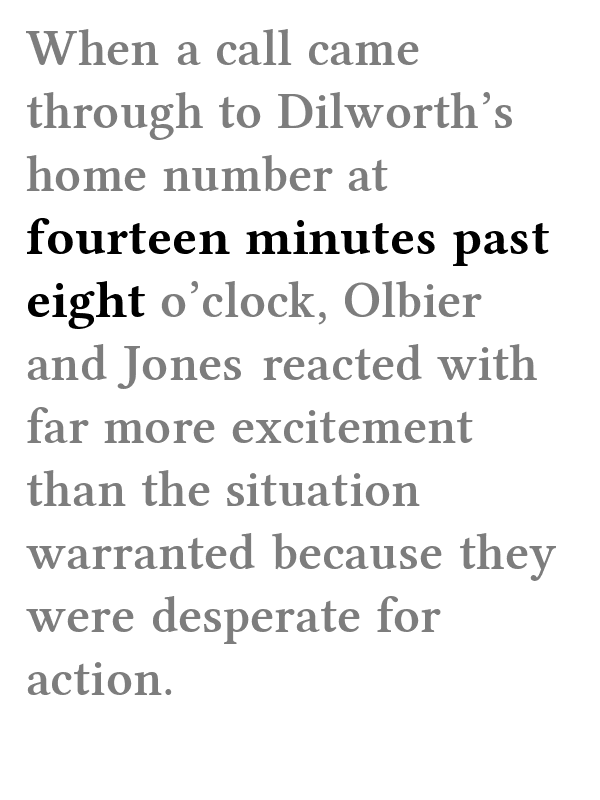 When a call came
through to Dilworth’s
home number at
fourteen minutes past
eight o’clock, Olbier
and Jones reacted with
far more excitement
than the situation
warranted because they
were desperate for
action.